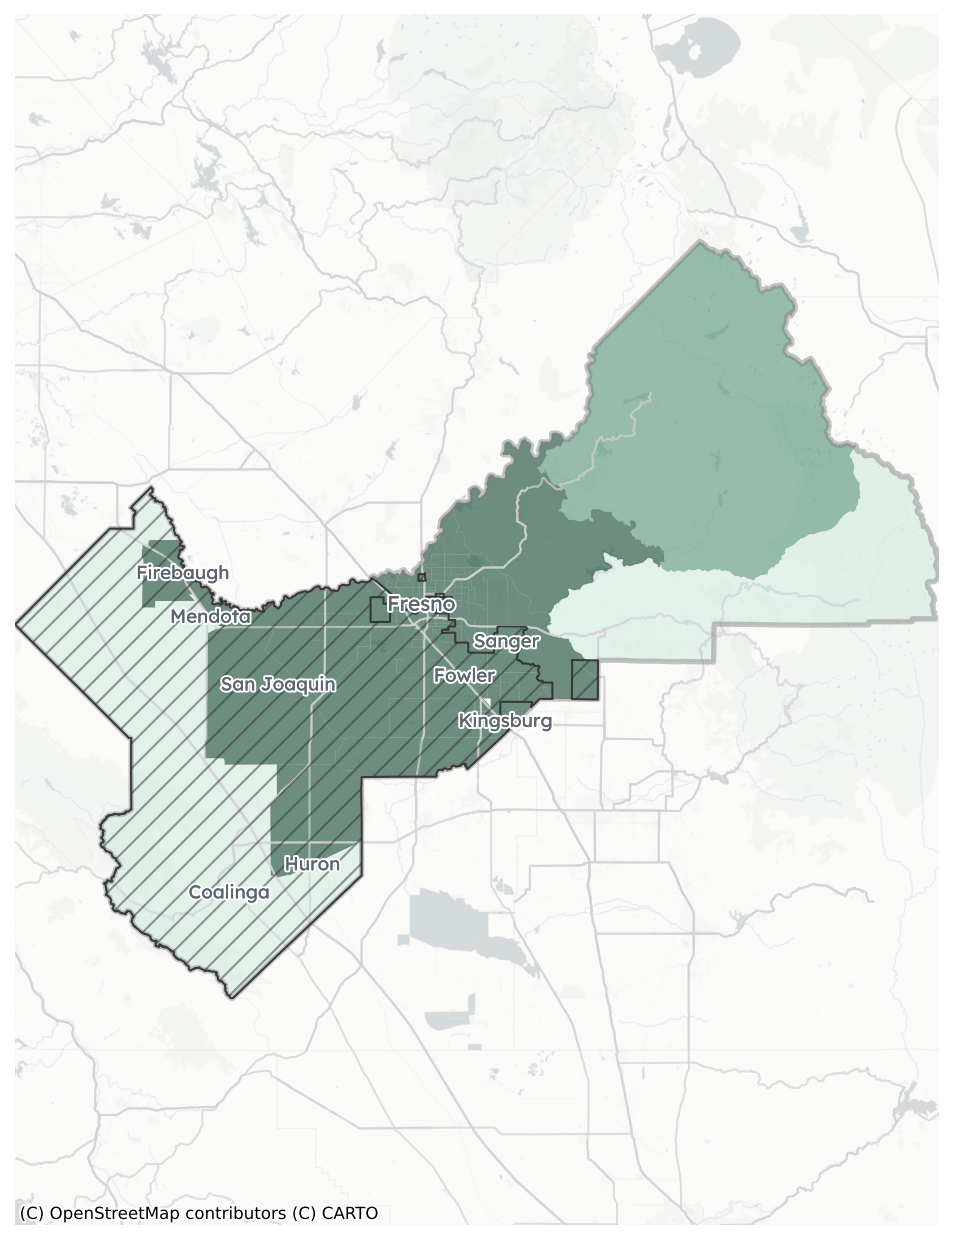 Firebaugh
Mendota
Fresno
Sanger
Fowler
San Joaquin
Kingsburg
Huron
Coalinga
(C) OpenStreetMap contributors (C) CARTO